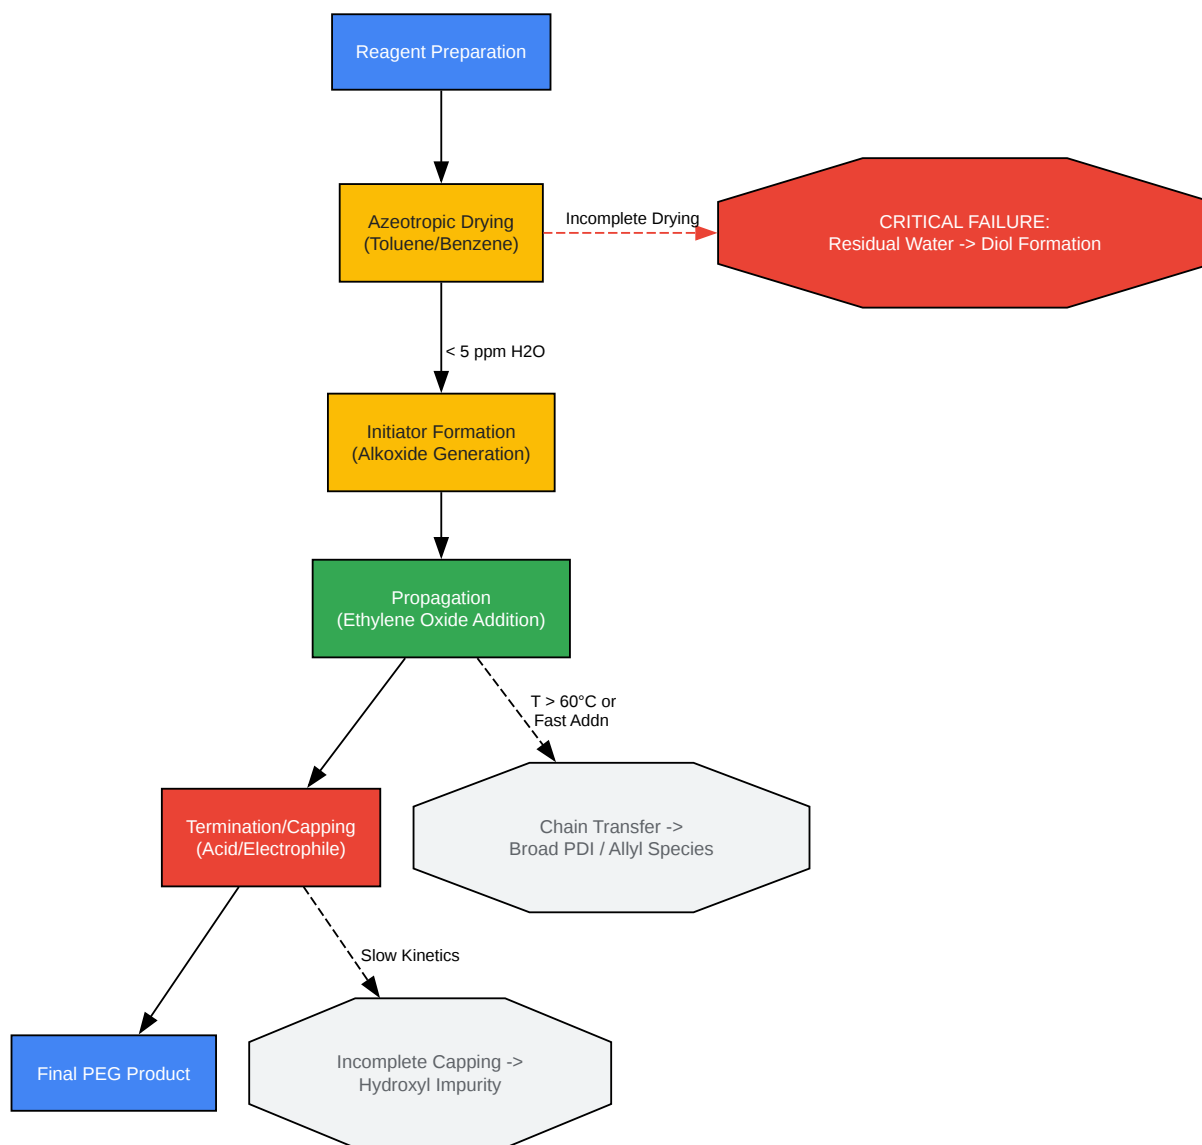 Reagent Preparation
Azeotropic Drying
(Toluene/Benzene)
Incomplete Drying
CRITICAL FAILURE:
Residual Water -> Diol Formation
< 5 ppm H2O
Initiator Formation
(Alkoxide Generation)
Propagation
(Ethylene Oxide Addition)
T > 60°C or
Fast Addn
Termination/Capping
(Acid/Electrophile)
Chain Transfer ->
Broad PDI / Allyl Species
Slow Kinetics
Final PEG Product
Incomplete Capping ->
Hydroxyl Impurity